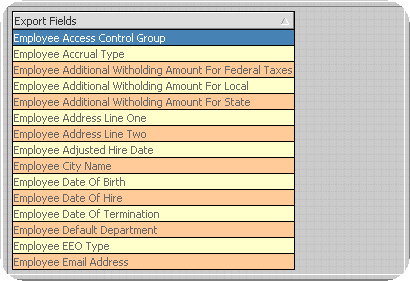 Export Fields
Employee Access Control Group
Employee Accrual Type
Employee Additional Witholding Amount For Federal Taxes
Employee Additional Witholding Amount For Local
Employee Additional Witholding Amount For State
Employee Address Line One
Employee Address Line Two
Employee Adjusted Hire Date
Employee City Name
Employee Date Of Birth
Employee Date Of Hire
Employee Date Of Termination
Employee Default Department
Employee EEO Type
Employee Email Address